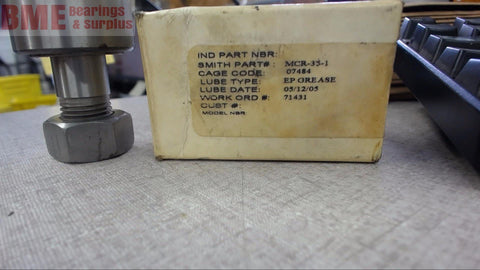 BME Bearings
& Surplus
IND PART NBR:
SMITH PART# : MCR-35-1
CAGE CODE: 07484
LUBE TYPE: EP GREASE
LUBE DATE: 05/12/05
WORK ORD #: 71431
CUST #:
MODEL NBR: